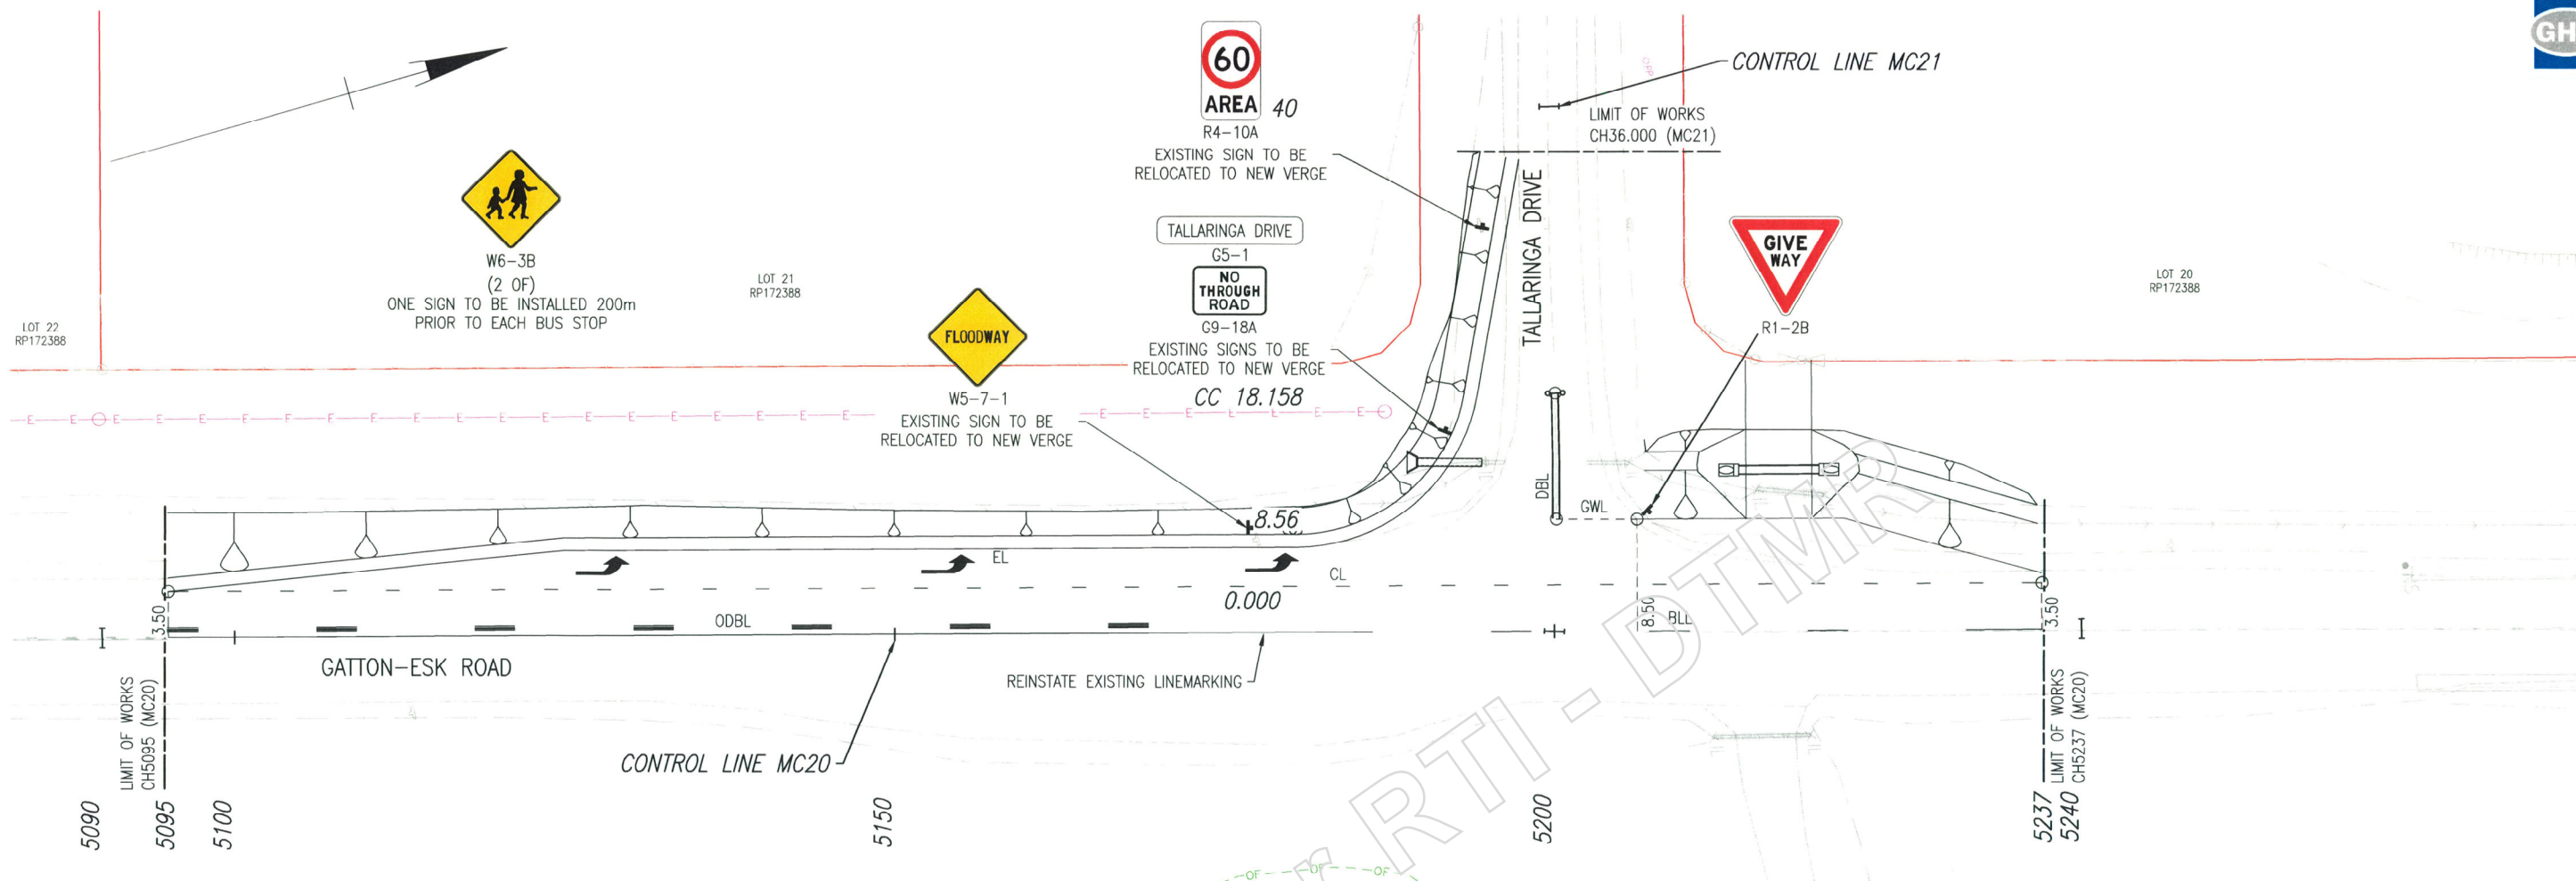 GH
60
AREA
40
R4-10A
EXISTING SIGN TO BE
RELOCATED TO NEW VERGE
CONTROL LINE MC21
LIMIT OF WORKS
CH36.000 (MC21)
W6-3B
(2 OF)
ONE SIGN TO BE INSTALLED 200m
PRIOR TO EACH BUS STOP
LOT 21
RP172388
LOT 22
RP172388
TALLARINGA DRIVE
G5-1
NO
THROUGH
ROAD
G9-18A
EXISTING SIGNS TO BE
RELOCATED TO NEW VERGE
CC 18.158
TALLARINGA DRIVE
GIVE
WAY
R1-2B
LOT 20
RP172388
FLOODWAY
W5-7-1
EXISTING SIGN TO BE
RELOCATED TO NEW VERGE
E E E E E E E E E E E E E E E E E E E E E E E E E E
8.56
DBL
GWL
EL
CL
0.000
3.50
ODBL
8.50
BLL
3.50
GATTON-ESK ROAD
REINSTATE EXISTING LINEMARKING
CONTROL LINE MC20
LIMIT OF WORKS
CH5095 (MC20)
LIMIT OF WORKS
CH5237 (MC20)
5090
5095
5100
5150
5200
5237
5240
r RTI - DTMR
OF OF OF